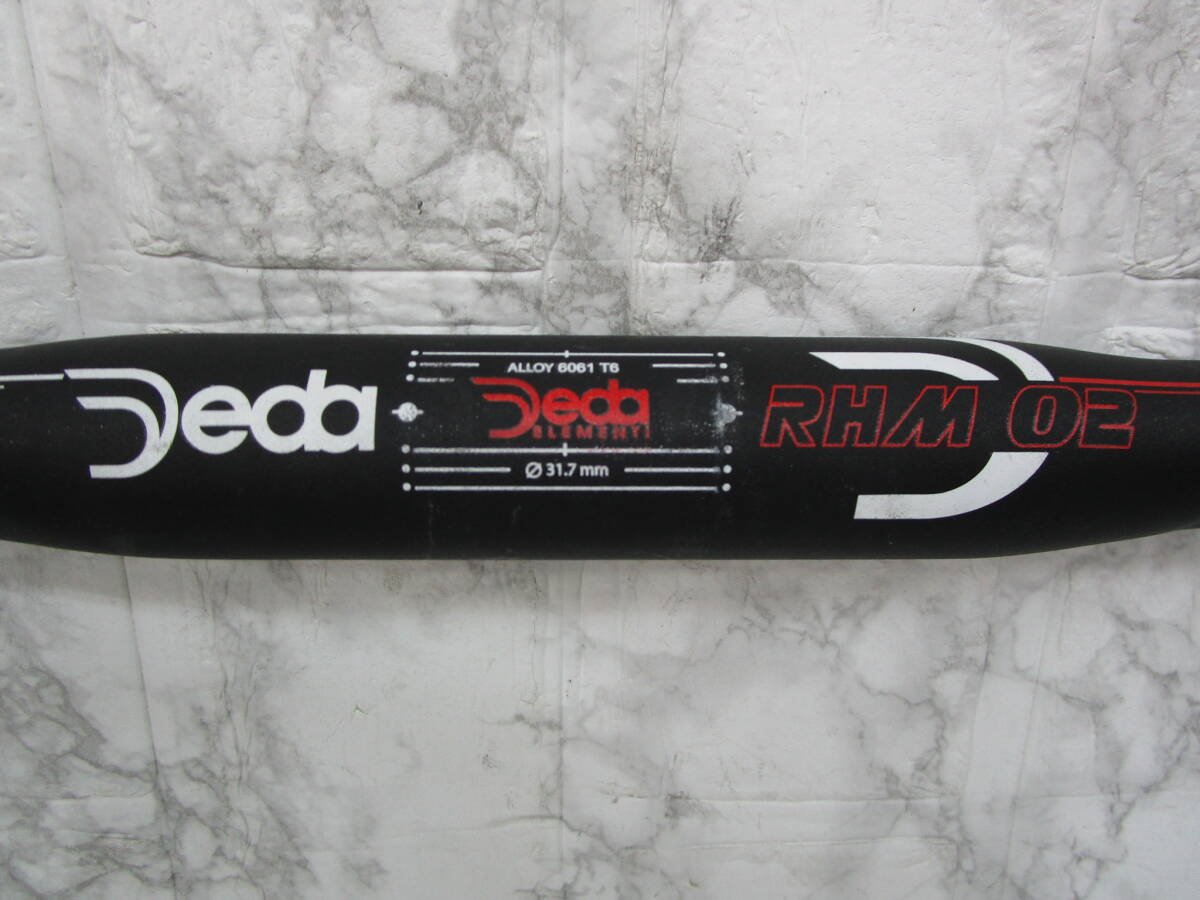 Deda
ALLOY 6061 T6
Deda
ELEMENTI
Ø 31.7 mm
RHM 02